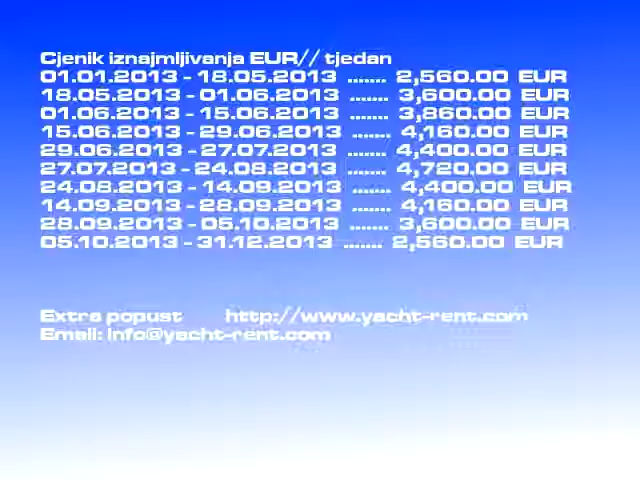 Cjenik iznajmljivanja EUR// tjedan
01.01.2013 - 18.05.2013 ....... 2,560.00 EUR
18.05.2013 - 01.06.2013 ....... 3,600.00 EUR
01.06.2013 - 15.06.2013 ....... 3,860.00 EUR
15.06.2013 - 29.06.2013 ....... 4,160.00 EUR
29.06.2013 - 27.07.2013 ....... 4,400.00 EUR
27.07.2013 - 24.08.2013 ....... 4,720.00 EUR
24.08.2013 - 14.09.2013 ....... 4,400.00 EUR
14.09.2013 - 28.09.2013 ....... 4,160.00 EUR
28.09.2013 - 05.10.2013 ....... 3,600.00 EUR
05.10.2013 - 31.12.2013 ....... 2,560.00 EUR
Extra popust http://www.yacht-rent.com
Email: info@yacht-rent.com